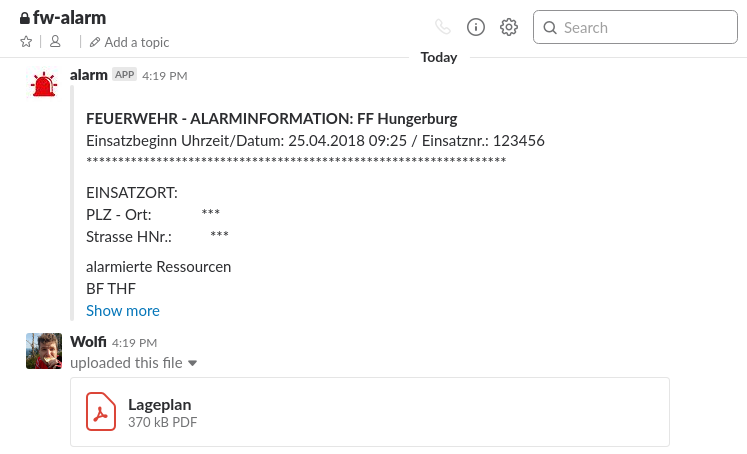 fw-alarm
Add a topic
Search
Today
alarm APP 4:19 PM
FEUERWEHR - ALARMINFORMATION: FF Hungerburg
Einsatzbeginn Uhrzeit/Datum: 25.04.2018 09:25 / Einsatznr.: 123456
******************************************************************
EINSATZORT:
PLZ - Ort: ***
Strasse HNr.: ***
alarmierte Ressourcen
BF THF
Show more
Wolfi 4:19 PM
uploaded this file
Lageplan
370 kB PDF